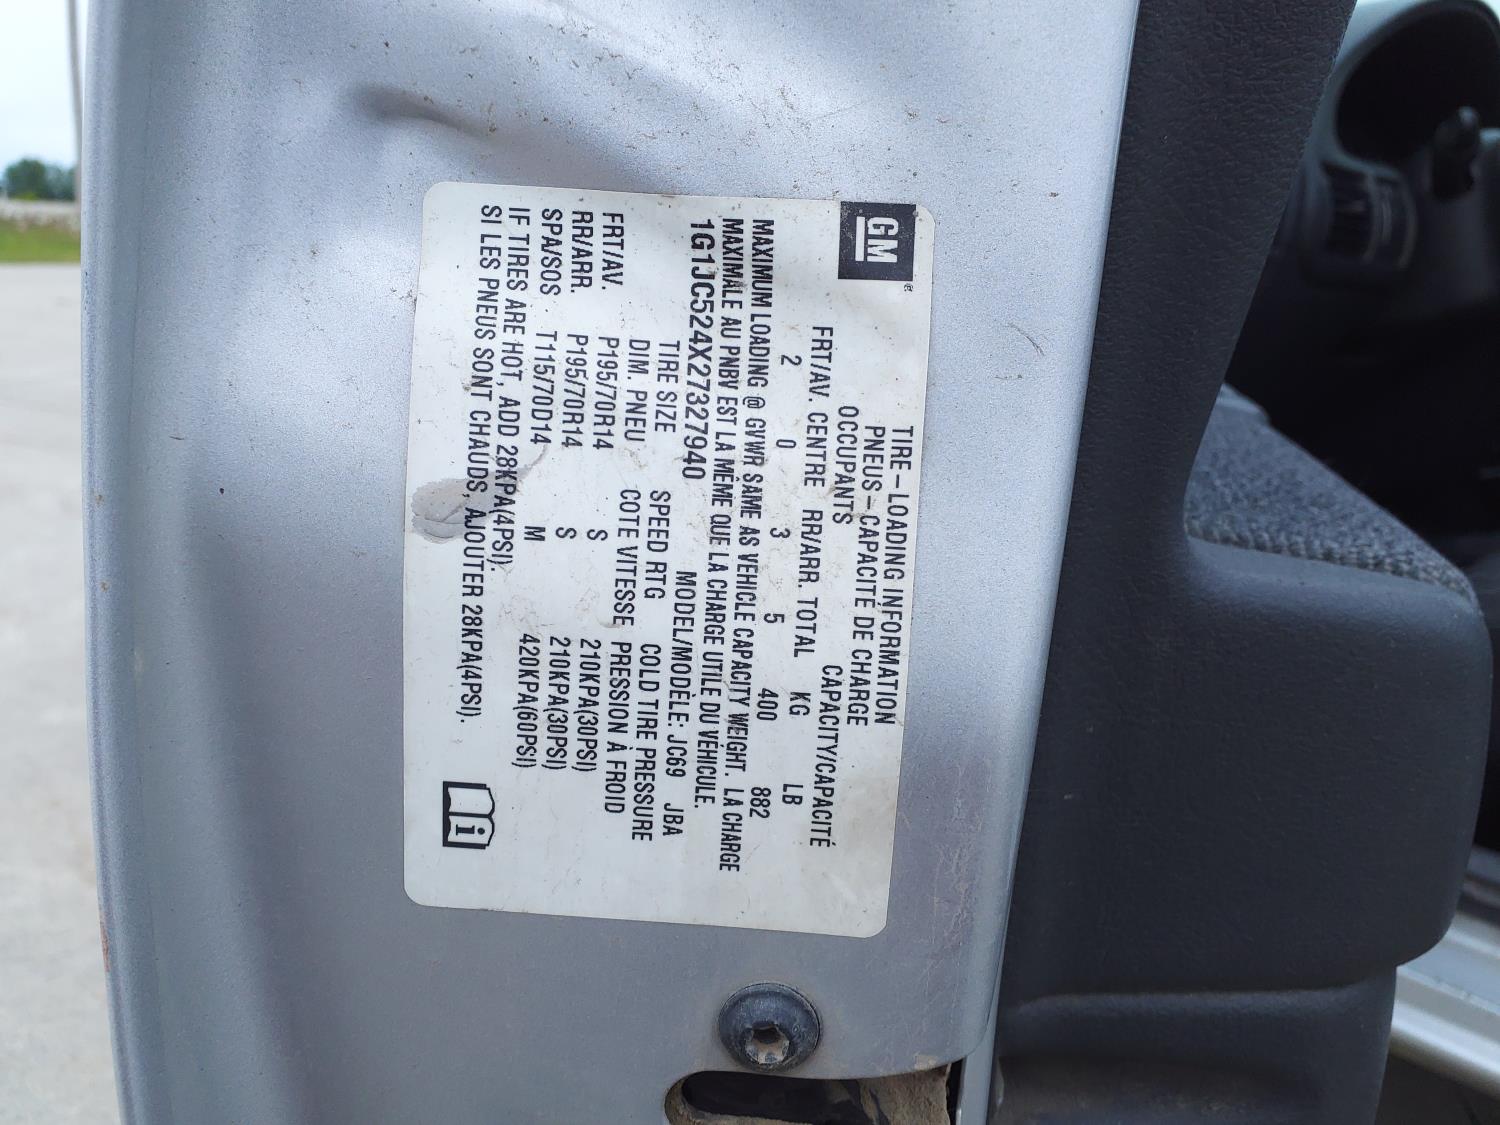 GM
TIRE-LOADING INFORMATION
PNEUS-CAPACITÉ DE CHARGE
OCCUPANTS CAPACITY/CAPACITÉ
FRT/AV. CENTRE RR/ARR. TOTAL KG LB
2 0 3 5 400 882
MAXIMUM LOADING @ GVWR SAME AS VEHICLE CAPACITY WEIGHT. LA CHARGE
MAXIMALE AU PNBV EST LA MÊME QUE LA CHARGE UTILE DU VÉHICULE.
1G1JC524X27327940 MODEL/MODÈLE: JC69 JBA
TIRE SIZE SPEED RTG COLD TIRE PRESSURE
DIM. PNEU COTE VITESSE PRESSION À FROID
FRT/AV. P195/70R14 S 210KPA(30PSI)
RR/ARR. P195/70R14 S 210KPA(30PSI)
SPA/SOS T115/70D14 M 420KPA(60PSI)
IF TIRES ARE HOT, ADD 28KPA(4PSI).
SI LES PNEUS SONT CHAUDS, AJOUTER 28KPA(4PSI).
i